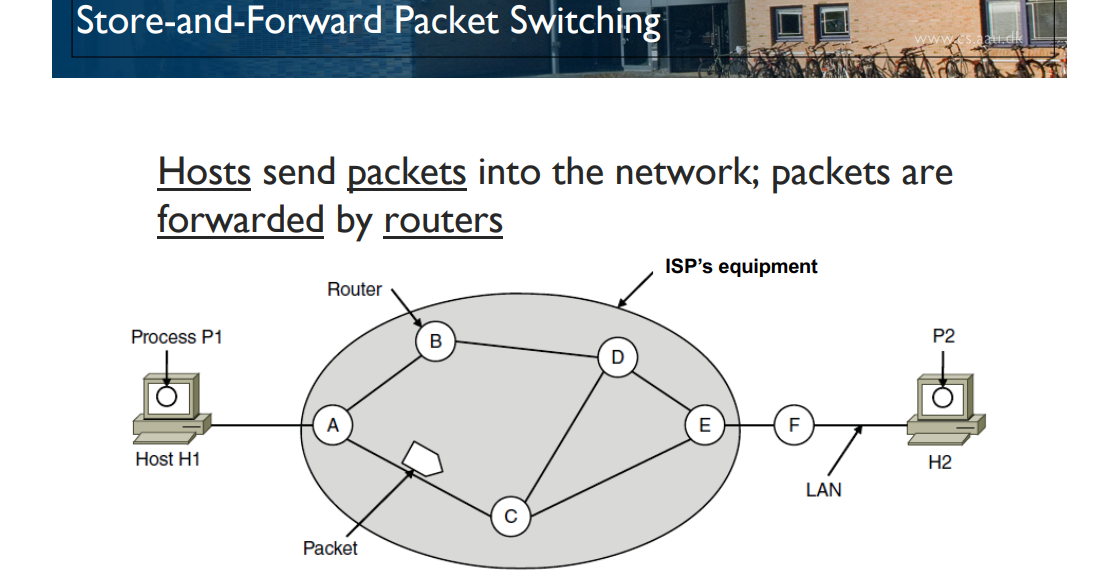 Store-and-Forward Packet Switching
www.cs.aau.dk
Hosts send packets into the network; packets are
forwarded by routers
ISP's equipment
Router
Process P1
P2
B
D
A
E
F
Host H1
H2
LAN
C
Packet